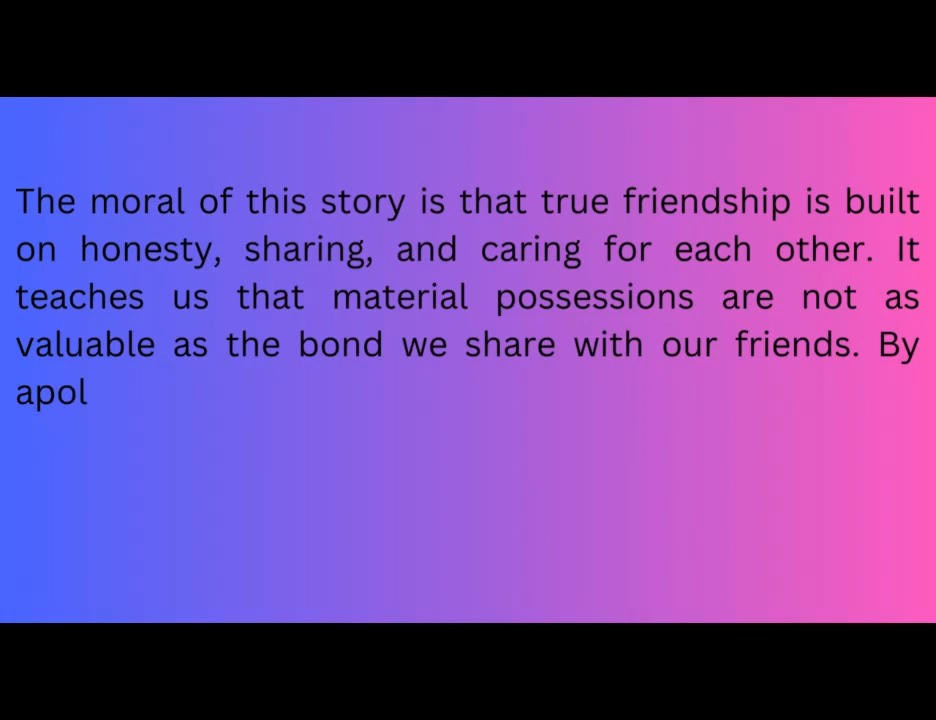 The moral of this story is that true friendship is built
on honesty, sharing, and caring for each other. It
teaches us that material possessions are not as
valuable as the bond we share with our friends. By
apol